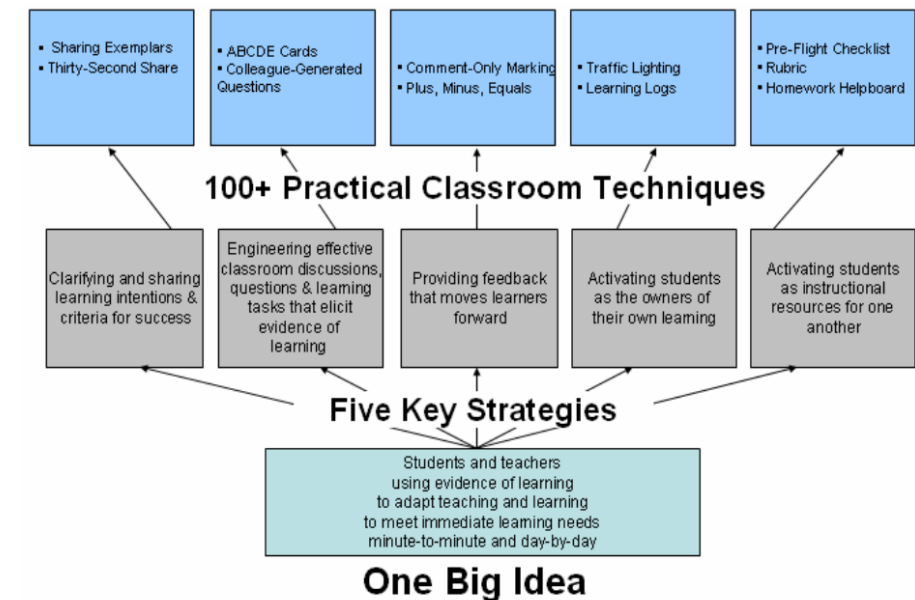 ▪ Sharing Exemplars
▪ Thirty-Second Share
▪ ABCDE Cards
▪ Colleague-Generated
Questions
▪ Comment-Only Marking
▪ Plus, Minus, Equals
▪ Traffic Lighting
▪ Learning Logs
▪ Pre-Flight Checklist
▪ Rubric
▪ Homework Helpboard
100+ Practical Classroom Techniques
Clarifying and sharing
learning intentions &
criteria for success
Engineering effective
classroom discussions,
questions & learning
tasks that elicit
evidence of
learning
Providing feedback
that moves learners
forward
Activating students
as the owners of
their own learning
Activating students
as instructional
resources for one
another
Five Key Strategies
Students and teachers
using evidence of learning
to adapt teaching and learning
to meet immediate learning needs
minute-to-minute and day-by-day
One Big Idea